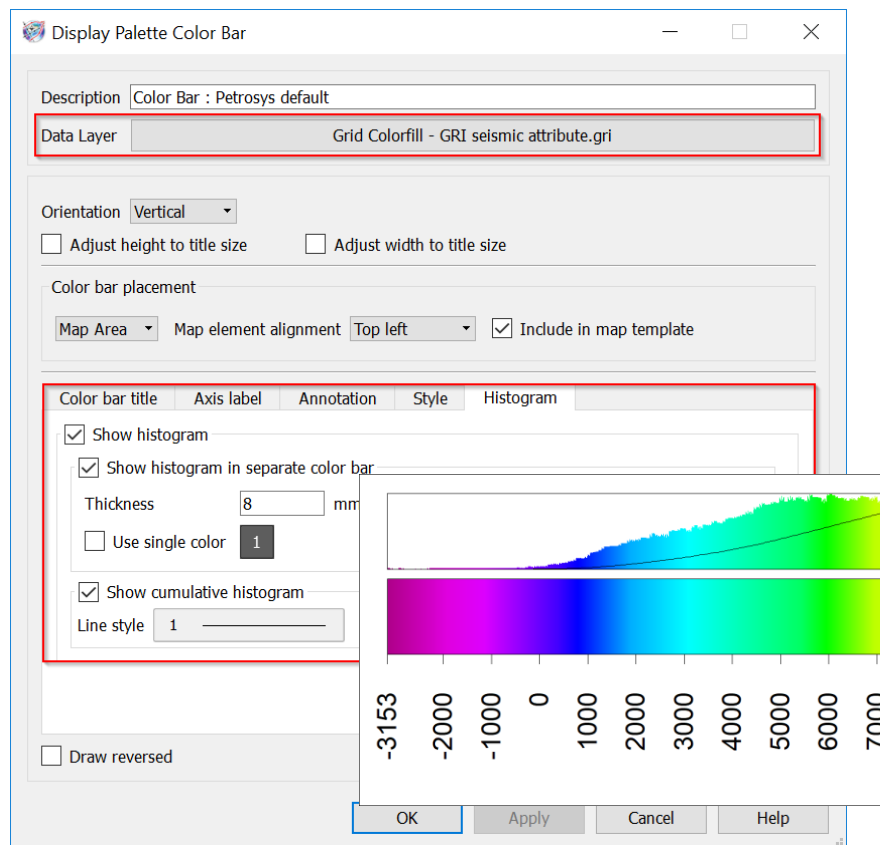 Display Palette Color Bar
Description Color Bar : Petrosys default
Data Layer Grid Colorfill - GRI seismic attribute.gri
Orientation Vertical
Adjust height to title size Adjust width to title size
Color bar placement
Map Area Map element alignment Top left Include in map template
Color bar title Axis label Annotation Style Histogram
Show histogram
Show histogram in separate color bar
Thickness 8 mm
Use single color 1
Show cumulative histogram
Line style 1
-3153 -2000 -1000 0 1000 2000 3000 4000 5000 6000 7000
Draw reversed
OK Apply Cancel Help